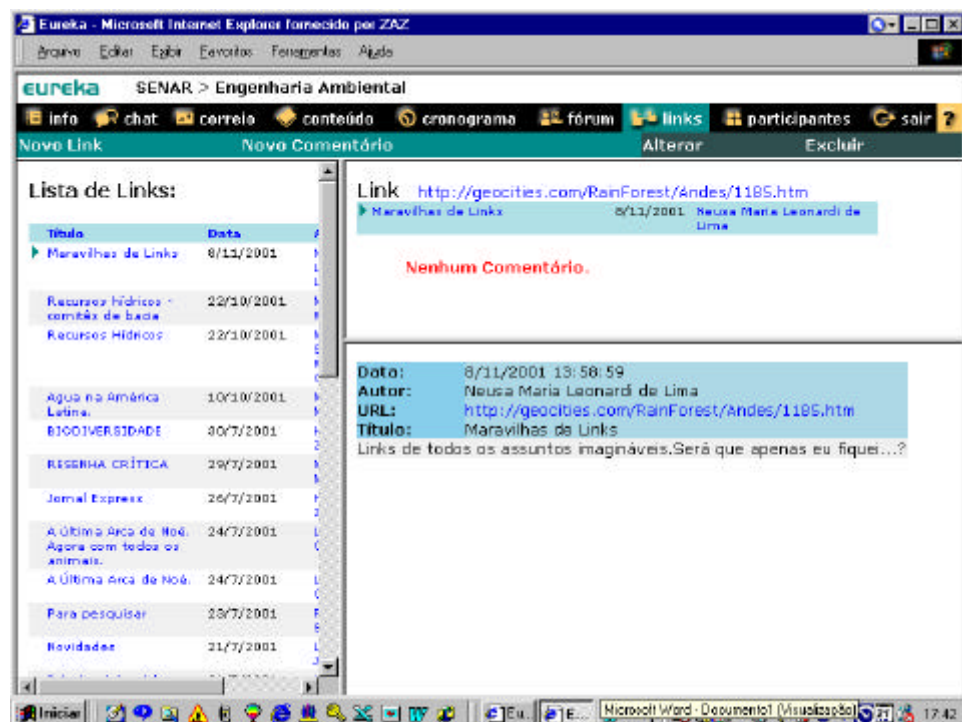 Eureka - Microsoft Internet Explorer fornecido por ZAZ
Arquivo Editar Exibir Favoritos Ferramentas Ajuda
eureka SENAR > Engenharia Ambiental
info chat correio conteúdo cronograma fórum links participantes sair ?
Novo Link Novo Comentário Alterar Excluir
Lista de Links:
Título Data A
Maravilhas de Links 8/11/2001
Recursos hídricos - 22/10/2001
comitês de bacia
Recursos Hídricos 22/10/2001
Agua na América 10/10/2001
Latina.
BIODIVERSIDADE 30/7/2001
RESENHA CRÍTICA 29/7/2001
Jornal Express 26/7/2001
A Última Arca de Noé. 24/7/2001
Agora com todos os
animais.
A Última Arca de Noé. 24/7/2001
Para pesquisar 23/7/2001
Novidades 21/7/2001
Link http://geocities.com/RainForest/Andes/1185.htm
Maravilhas de Links 8/11/2001 Neusa Maria Leonardi de
Lima
Nenhum Comentário.
Data: 8/11/2001 13:58:59
Autor: Neusa Maria Leonardi de Lima
URL: http://geocities.com/RainForest/Andes/1185.htm
Título: Maravilhas de Links
Links de todos os assuntos imagináveis.Será que apenas eu fiquei...?
Iniciar Eu... E... Microsoft Word - Documento1 (Visualização) 17:42